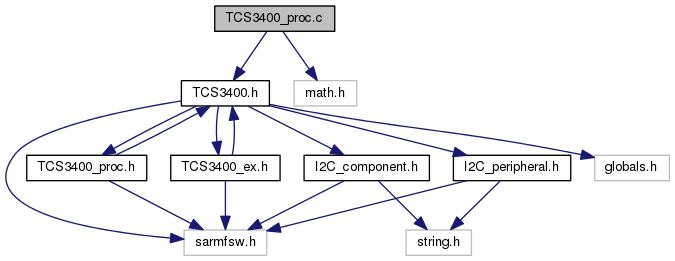 TCS3400_proc.c
TCS3400.h
math.h
TCS3400_proc.h
TCS3400_ex.h
I2C_component.h
I2C_peripheral.h
globals.h
sarmfsw.h
string.h